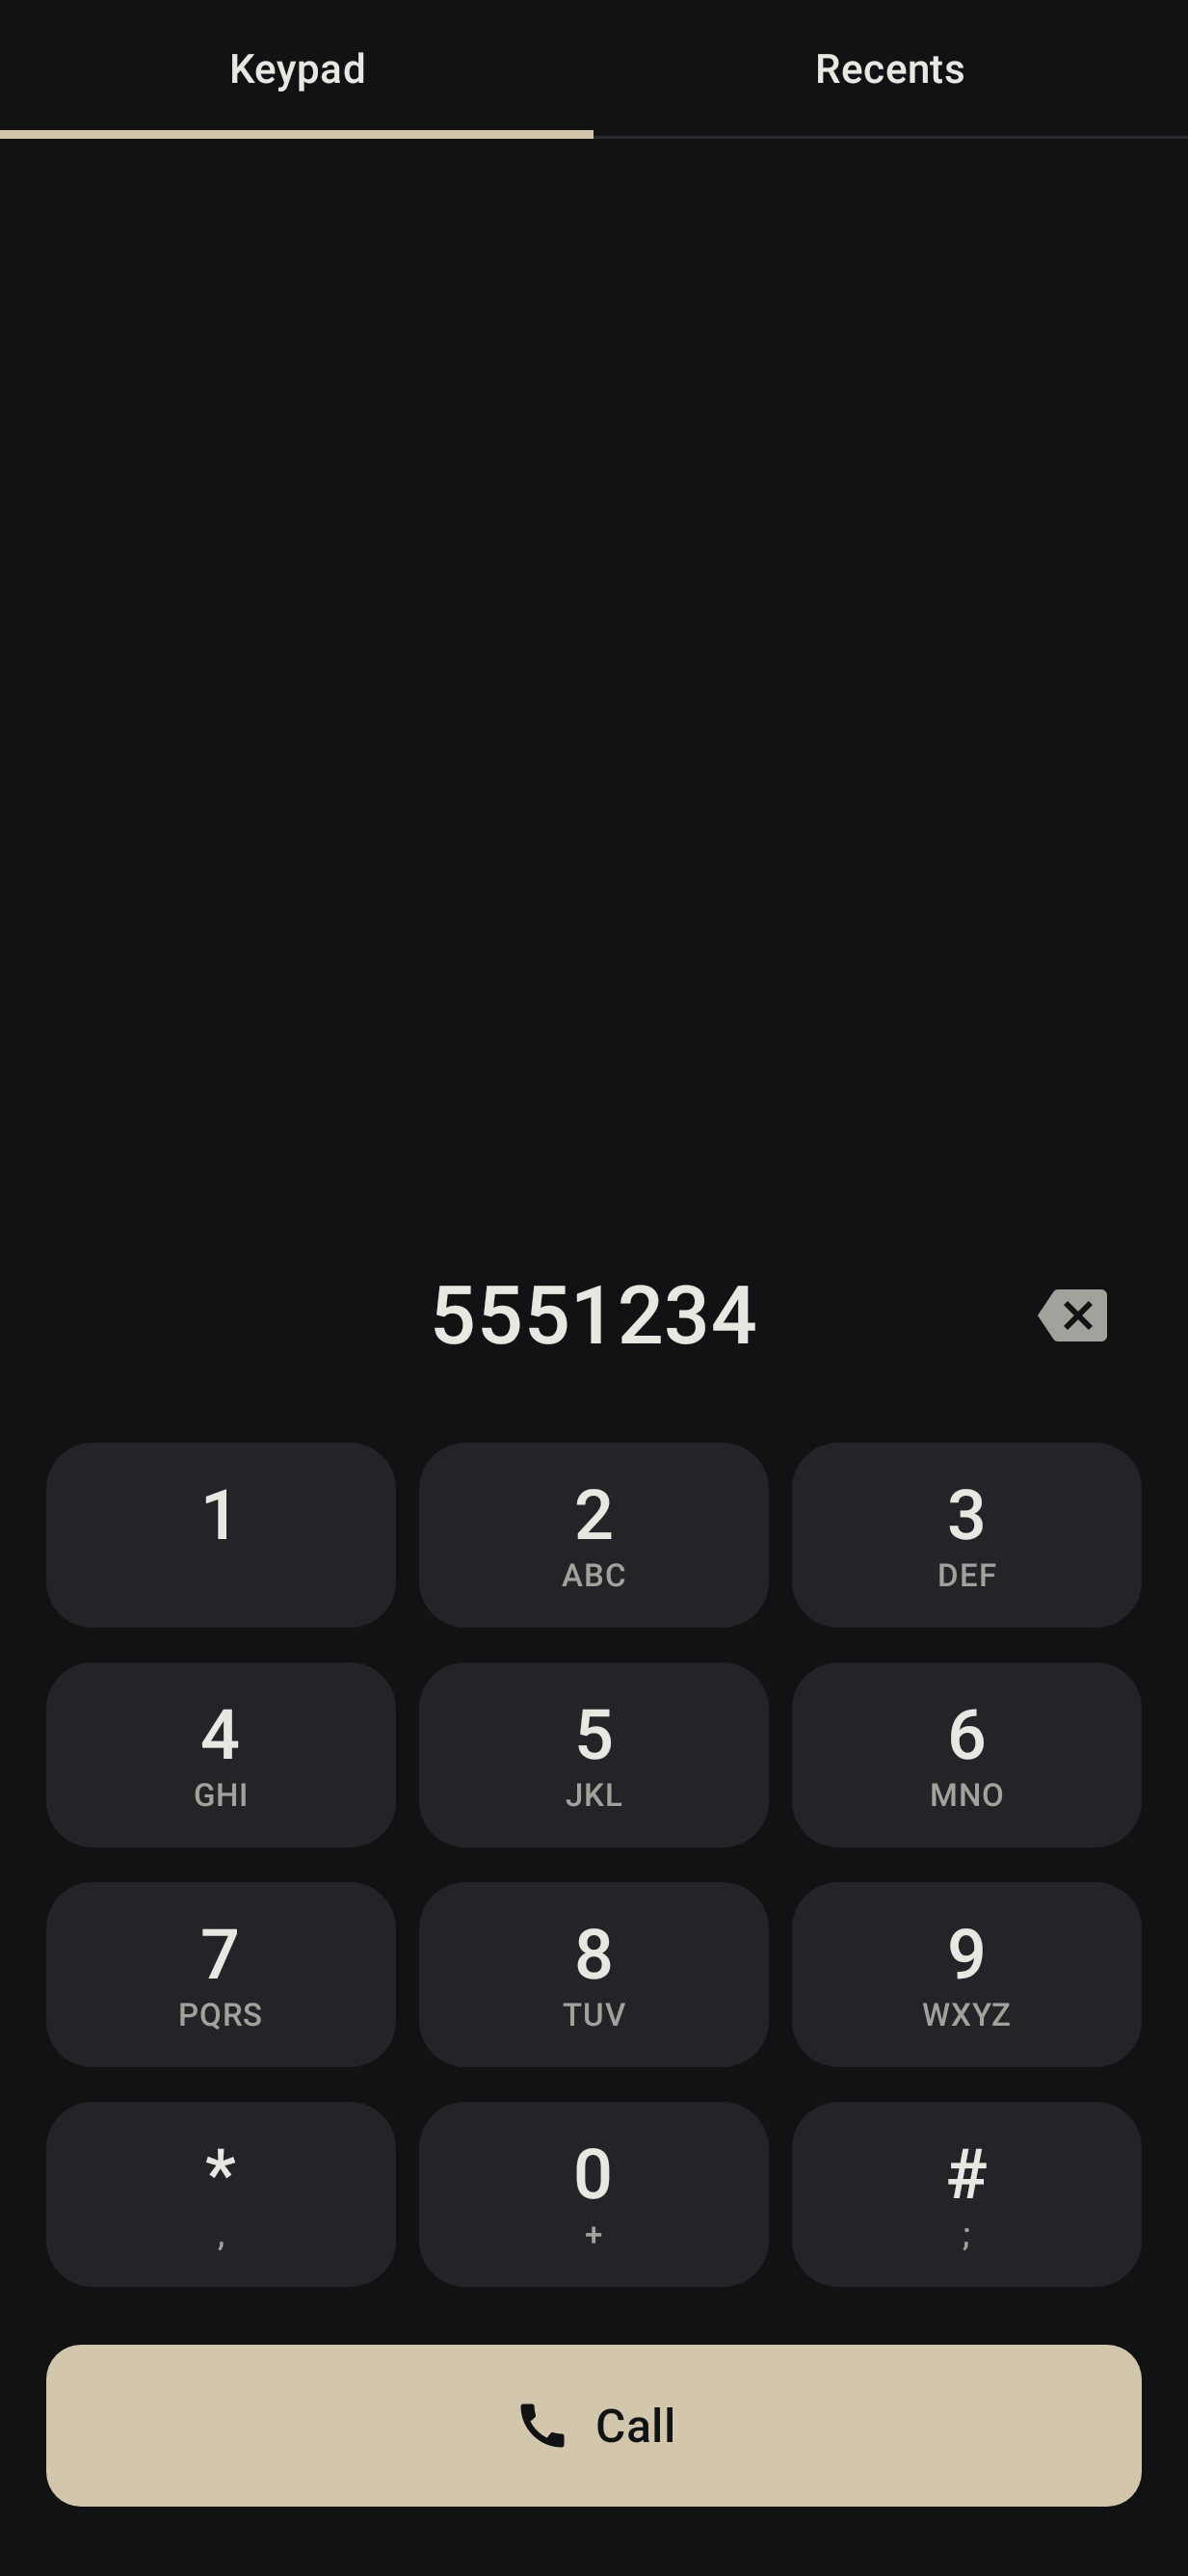 Keypad Recents
5551234
1 2 3
ABC DEF
4 5 6
GHI JKL MNO
7 8 9
PQRS TUV WXYZ
* 0 #
, + ;
Call